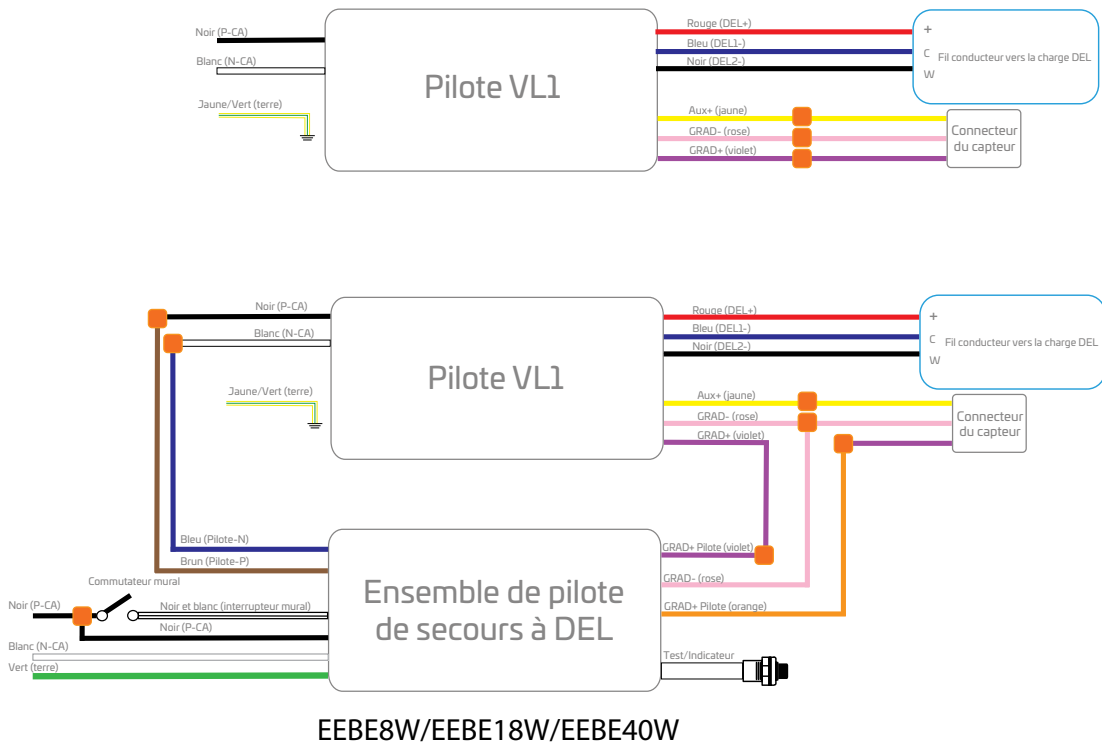 Noir (P-CA)
Blanc (N-CA)
Jaune/Vert (terre)
Pilote VL1
Rouge (DEL+)
Bleu (DEL1-)
Noir (DEL2-)
+
C Fil conducteur vers la charge DEL
W
Aux+ (jaune)
GRAD- (rose)
GRAD+ (violet)
Connecteur
du capteur
Noir (P-CA)
Blanc (N-CA)
Jaune/Vert (terre)
Pilote VL1
Rouge (DEL+)
Bleu (DEL1-)
Noir (DEL2-)
+
C Fil conducteur vers la charge DEL
W
Aux+ (jaune)
GRAD- (rose)
GRAD+ (violet)
Connecteur
du capteur
Bleu (Pilote-N)
Brun (Pilote-P)
Commutateur mural
Noir (P-CA)
Noir et blanc (interrupteur mural)
Noir (P-CA)
Blanc (N-CA)
Vert (terre)
Ensemble de pilote
de secours à DEL
GRAD+ Pilote (violet)
GRAD- (rose)
GRAD+ Pilote (orange)
Test/Indicateur
EEBE8W/EEBE18W/EEBE40W